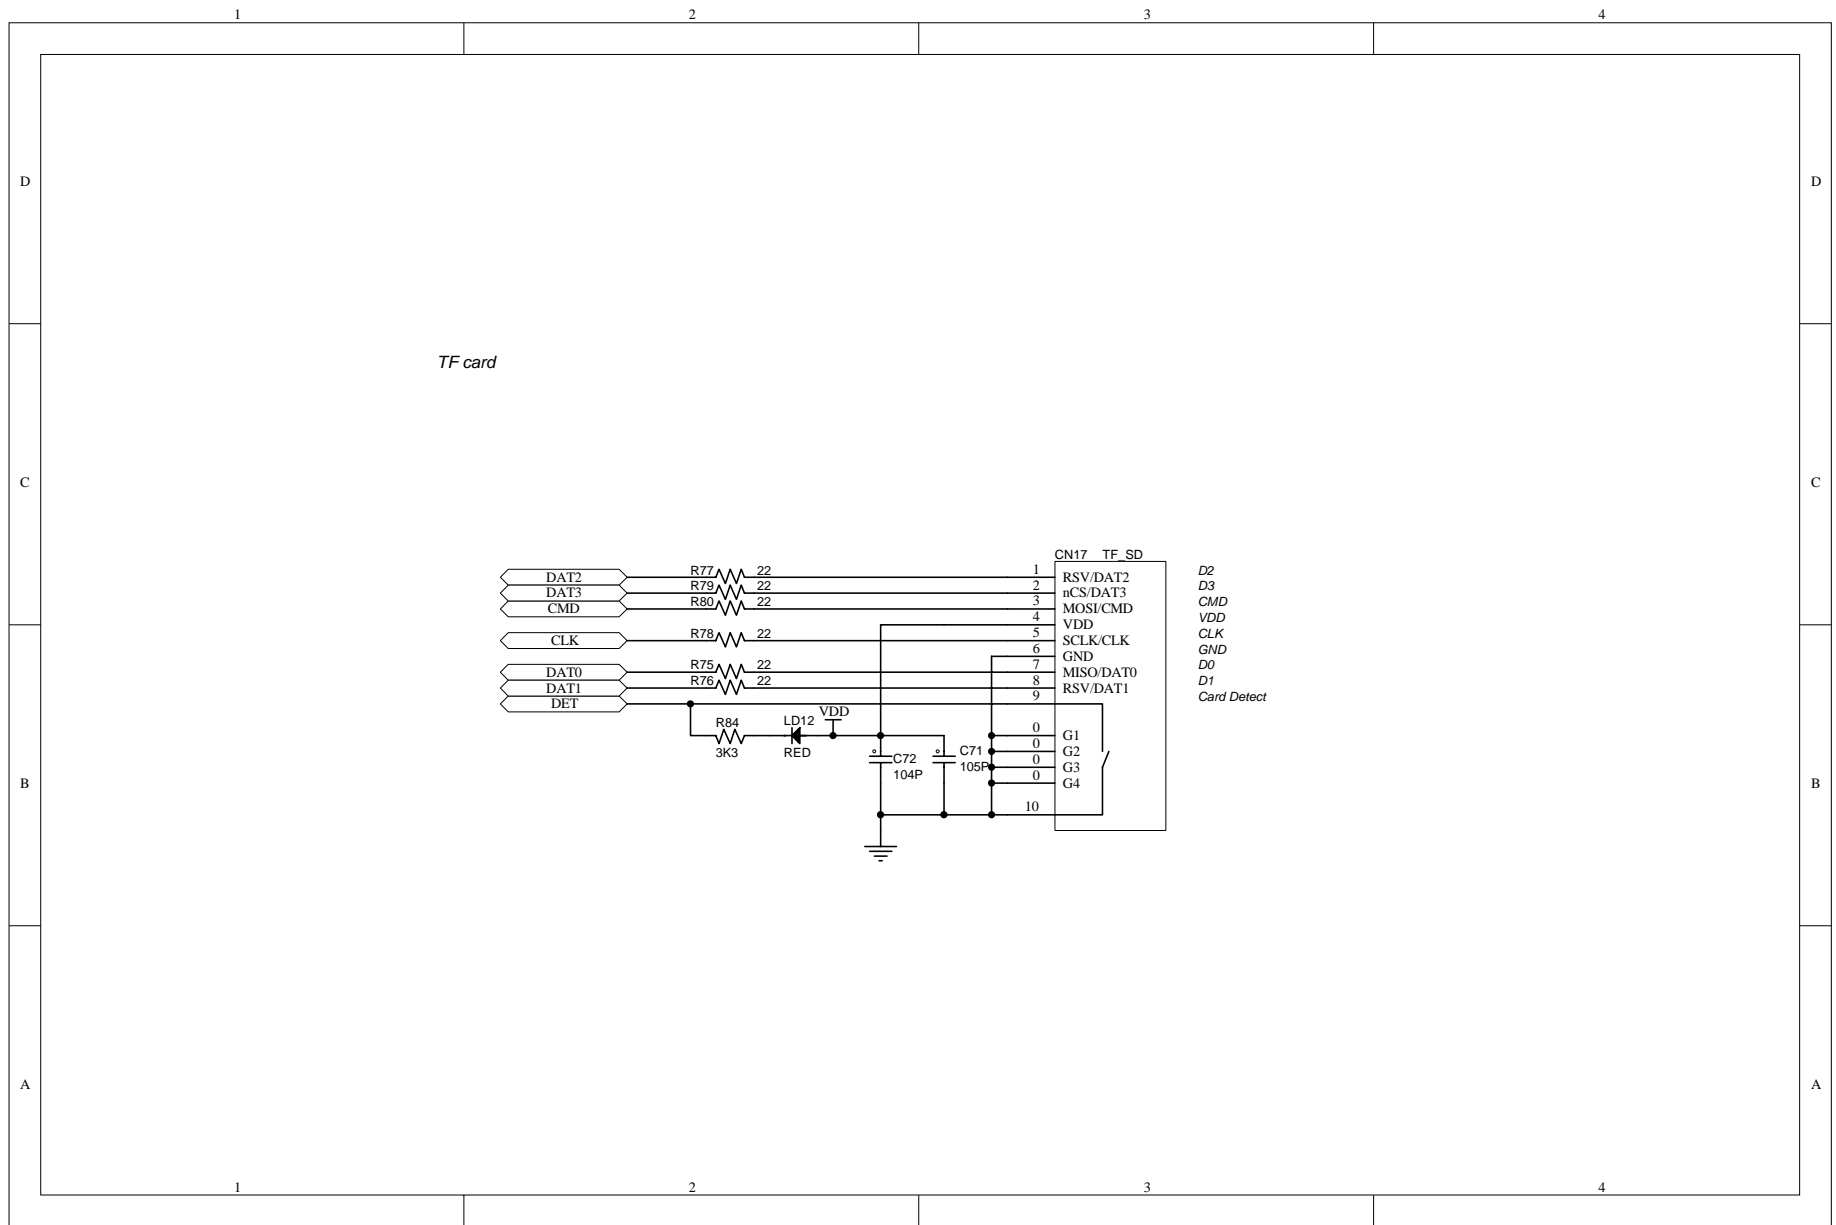 1 2 3 4
D D
TF card
C C
CN17 TF_SD
DAT2 R77 22 1 RSV/DAT2 D2
DAT3 R79 22 2 nCS/DAT3 D3
CMD R80 22 3 MOSI/CMD CMD
4 VDD VDD
CLK R78 22 5 SCLK/CLK CLK
6 GND GND
DAT0 R75 22 7 MISO/DAT0 D0
DAT1 R76 22 8 RSV/DAT1 D1
DET 9 Card Detect
VDD
R84 LD12 0 G1
3K3 RED C72 C71 0 G2
104P 105P 0 G3
0 G4
B B
10
A A
1 2 3 4